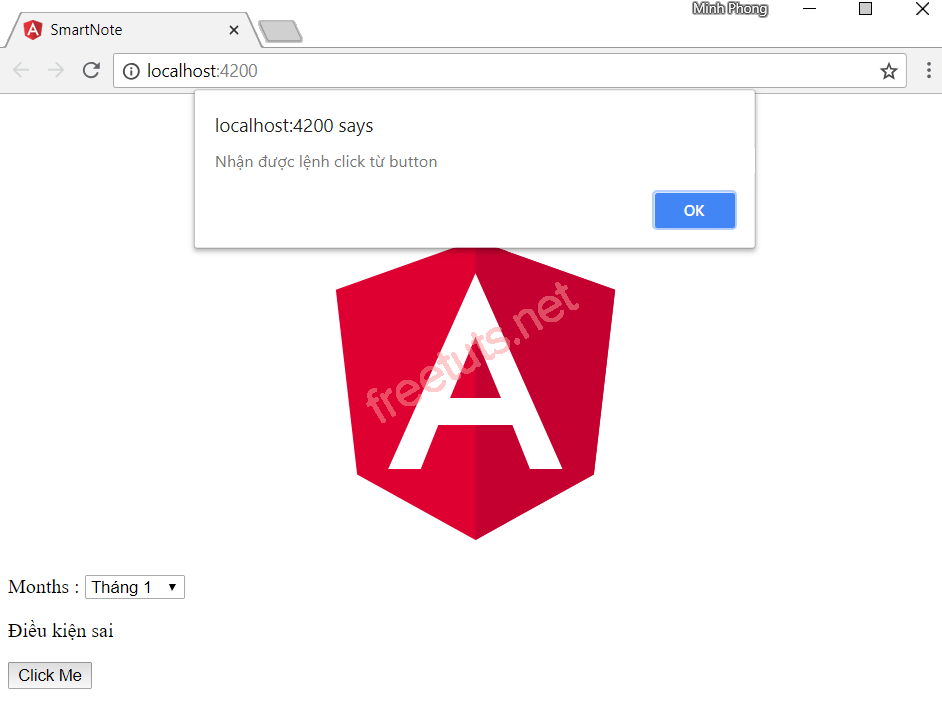 Minh Phong
SmartNote
localhost:4200
localhost:4200 says
Nhận được lệnh click từ button
OK
freetuts.net
Months : Tháng 1
Điều kiện sai
Click Me